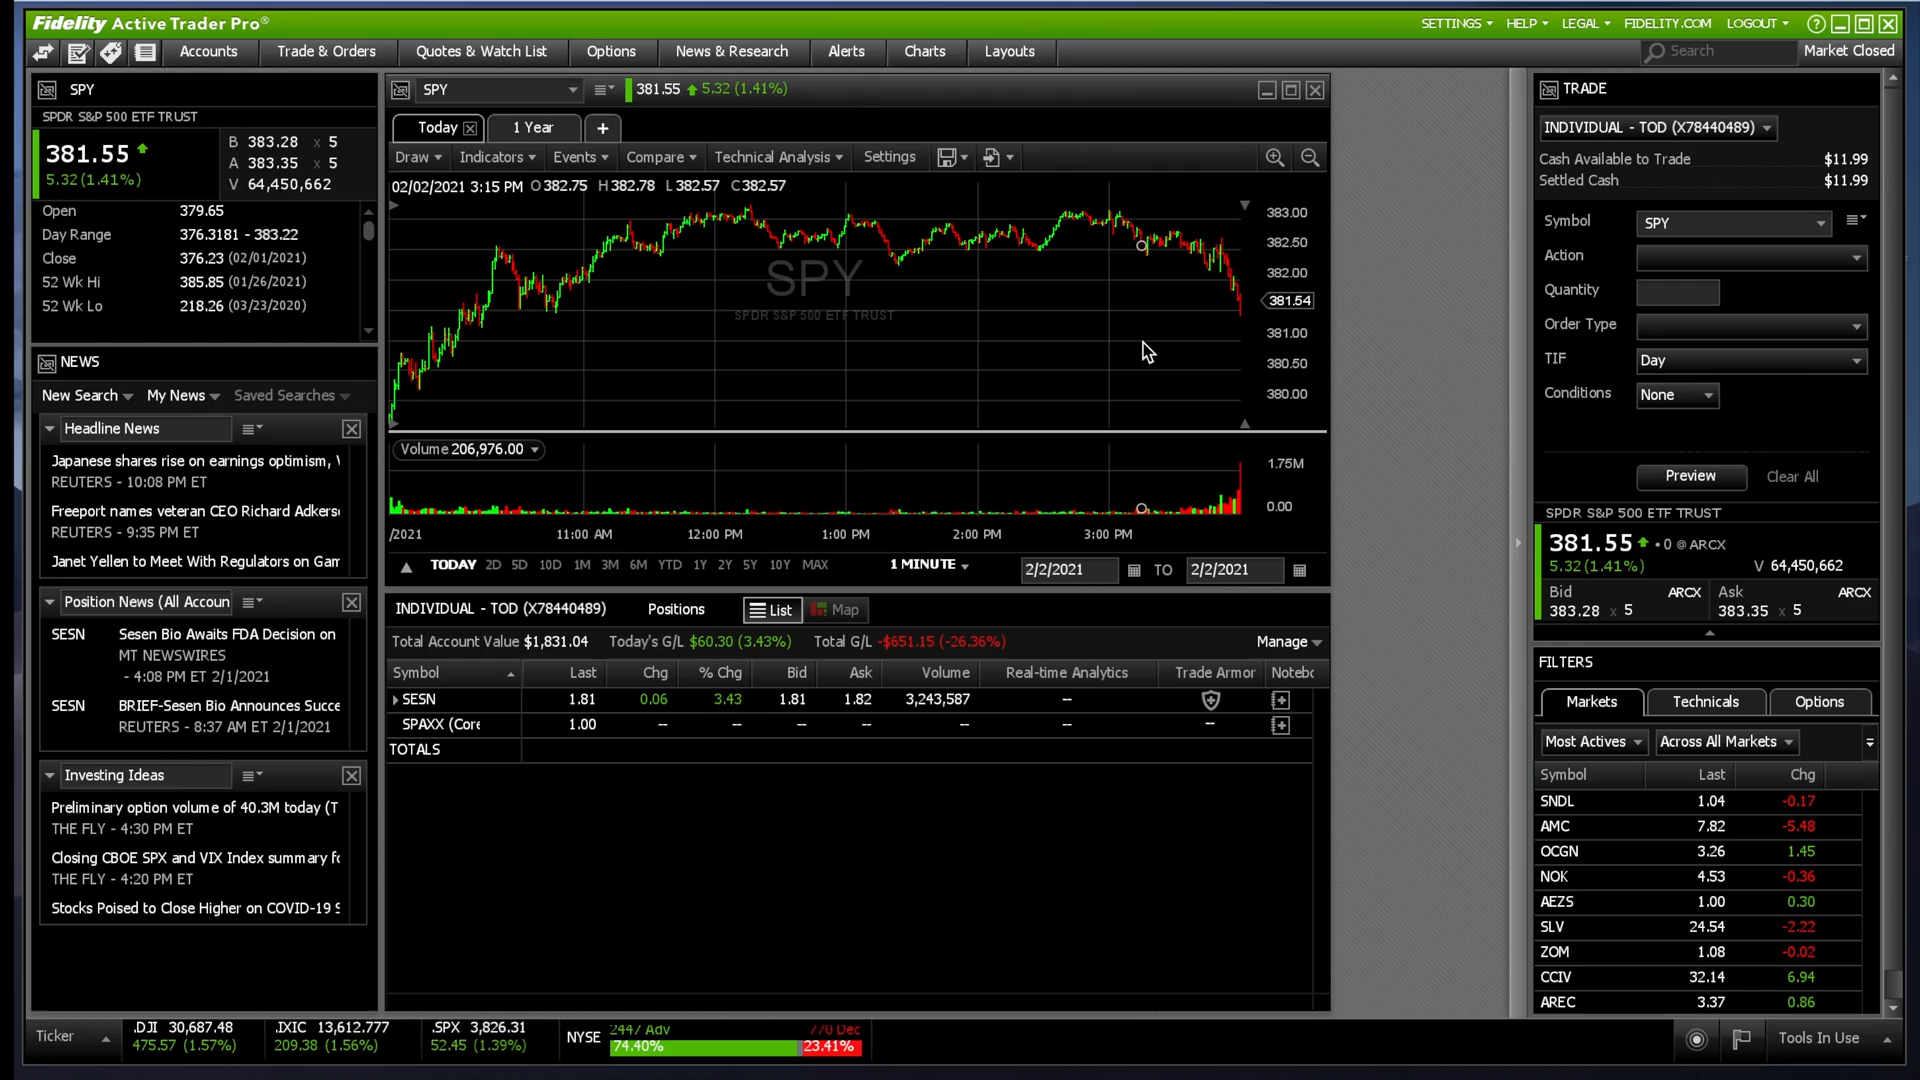 Fidelity Active Trader Pro®
SETTINGS HELP LEGAL FIDELITY.COM LOGOUT ?
Accounts Trade & Orders Quotes & Watch List Options News & Research Alerts Charts Layouts Search Market Closed
SPY
SPDR S&P 500 ETF TRUST
381.55
5.32 (1.41%)
B 383.28 x 5
A 383.35 x 5
V 64,450,662
Open 379.65
Day Range 376.3181 - 383.22
Close 376.23 (02/01/2021)
52 Wk Hi 385.85 (01/26/2021)
52 Wk Lo 218.26 (03/23/2020)
NEWS
New Search My News Saved Searches
Headline News
Japanese shares rise on earnings optimism,
REUTERS - 10:08 PM ET
Freeport names veteran CEO Richard Adkers
REUTERS - 9:35 PM ET
Janet Yellen to Meet With Regulators on Gam
Position News (All Accoun
SESN Sesen Bio Awaits FDA Decision on
MT NEWSWIRES
- 4:08 PM ET 2/1/2021
SESN BRIEF-Sesen Bio Announces Succe
REUTERS - 8:37 AM ET 2/1/2021
Investing Ideas
Preliminary option volume of 40.3M today (T
THE FLY - 4:30 PM ET
Closing CBOE SPX and VIX Index summary fo
THE FLY - 4:20 PM ET
Stocks Poised to Close Higher on COVID-19 S
SPY 381.55 5.32 (1.41%)
Today 1 Year +
Draw Indicators Events Compare Technical Analysis Settings
02/02/2021 3:15 PM O 382.75 H 382.78 L 382.57 C 382.57
SPY
SPDR S&P 500 ETF TRUST
383.00
382.50
382.00
381.54
381.00
380.50
380.00
Volume 206,976.00
1.75M
0.00
/2021 11:00 AM 12:00 PM 1:00 PM 2:00 PM 3:00 PM
TODAY 2D 5D 10D 1M 3M 6M YTD 1Y 2Y 5Y 10Y MAX 1 MINUTE 2/2/2021 TO 2/2/2021
INDIVIDUAL - TOD (X78440489) Positions List Map
Total Account Value $1,831.04 Today's G/L $60.30 (3.43%) Total G/L -$651.15 (-26.36%) Manage
Symbol Last Chg % Chg Bid Ask Volume Real-time Analytics Trade Armor Notebo
SESN 1.81 0.06 3.43 1.81 1.82 3,243,587 --
SPAXX (Core 1.00 -- -- -- -- -- -- --
TOTALS
TRADE
INDIVIDUAL - TOD (X78440489)
Cash Available to Trade $11.99
Settled Cash $11.99
Symbol SPY
Action
Quantity
Order Type
TIF Day
Conditions None
Preview Clear All
SPDR S&P 500 ETF TRUST
381.55 • 0 @ ARCX
5.32 (1.41%) V 64,450,662
Bid ARCX Ask ARCX
383.28 x 5 383.35 x 5
FILTERS
Markets Technicals Options
Most Actives Across All Markets
Symbol Last Chg
SNDL 1.04 -0.17
AMC 7.82 -5.48
OCGN 3.26 1.45
NOK 4.53 -0.36
AEZS 1.00 0.30
SLV 24.54 -2.22
ZOM 1.08 -0.02
CCIV 32.14 6.94
AREC 3.37 0.86
Ticker
.DJI 30,687.48
475.57 (1.57%)
.IXIC 13,612.777
209.38 (1.56%)
.SPX 3,826.31
52.45 (1.39%)
NYSE
2447 Adv 770 Dec
74.40% 23.41%
Tools In Use